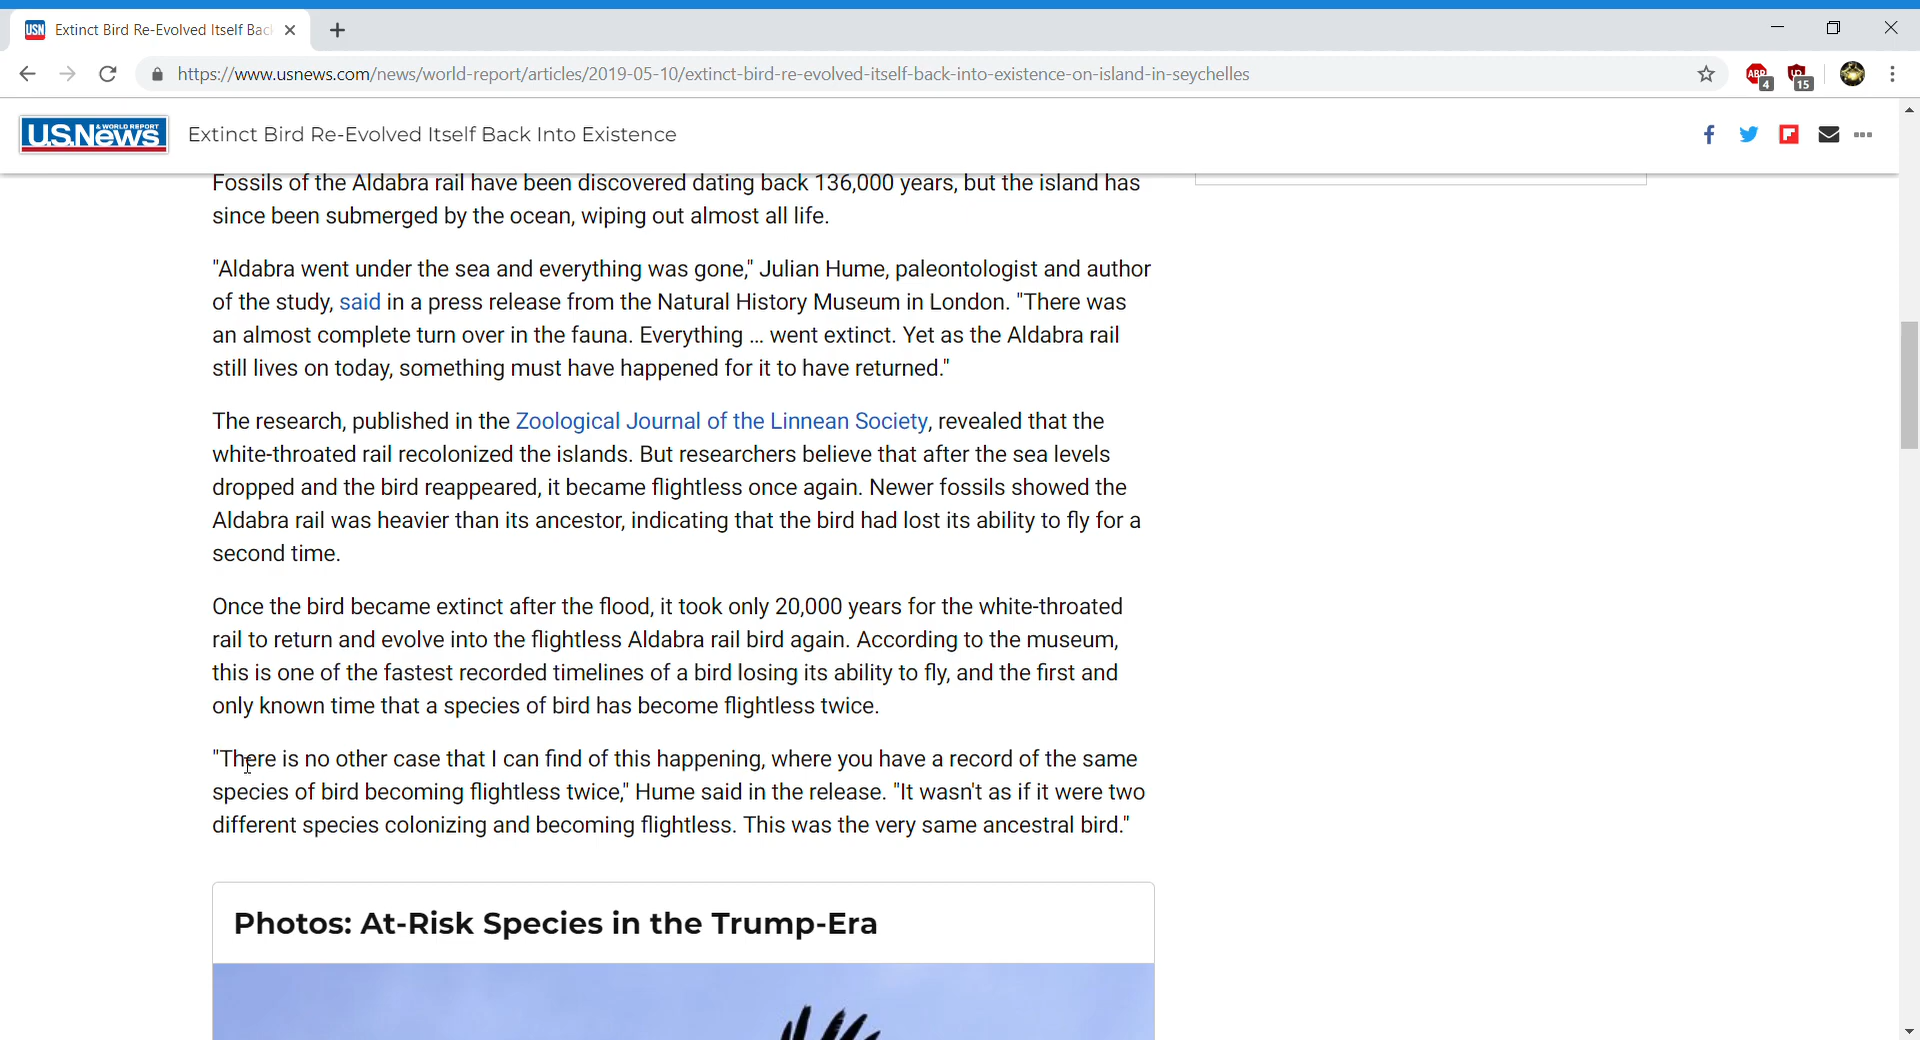 USN Extinct Bird Re-Evolved Itself Bac
https://www.usnews.com/news/world-report/articles/2019-05-10/extinct-bird-re-evolved-itself-back-into-existence-on-island-in-seychelles
ABP 4 15
U.S.News & WORLD REPORT Extinct Bird Re-Evolved Itself Back Into Existence
Fossils of the Aldabra rail have been discovered dating back 136,000 years, but the island has
since been submerged by the ocean, wiping out almost all life.
"Aldabra went under the sea and everything was gone," Julian Hume, paleontologist and author
of the study, said in a press release from the Natural History Museum in London. "There was
an almost complete turn over in the fauna. Everything ... went extinct. Yet as the Aldabra rail
still lives on today, something must have happened for it to have returned."
The research, published in the Zoological Journal of the Linnean Society, revealed that the
white-throated rail recolonized the islands. But researchers believe that after the sea levels
dropped and the bird reappeared, it became flightless once again. Newer fossils showed the
Aldabra rail was heavier than its ancestor, indicating that the bird had lost its ability to fly for a
second time.
Once the bird became extinct after the flood, it took only 20,000 years for the white-throated
rail to return and evolve into the flightless Aldabra rail bird again. According to the museum,
this is one of the fastest recorded timelines of a bird losing its ability to fly, and the first and
only known time that a species of bird has become flightless twice.
"There is no other case that I can find of this happening, where you have a record of the same
species of bird becoming flightless twice," Hume said in the release. "It wasn't as if it were two
different species colonizing and becoming flightless. This was the very same ancestral bird."
Photos: At-Risk Species in the Trump-Era